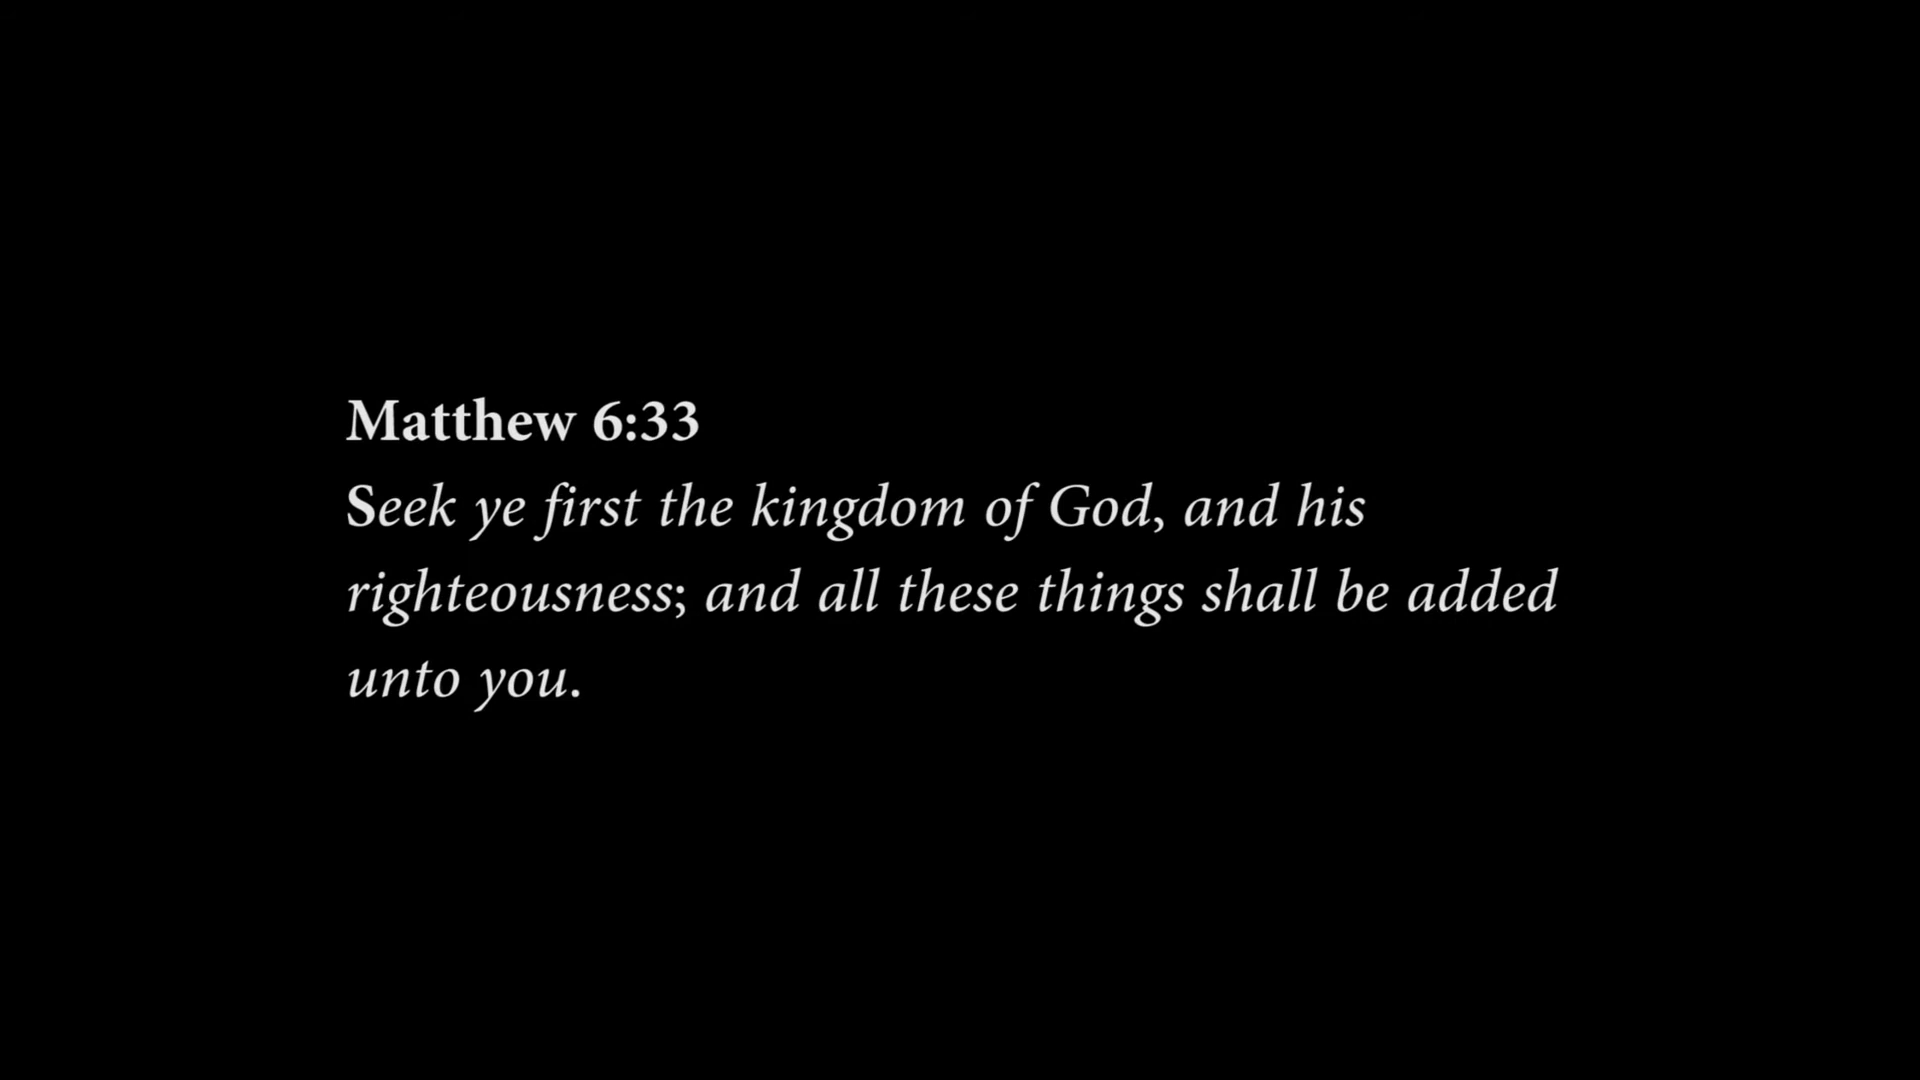 Matthew 6:33
Seek ye first the kingdom of God, and his
righteousness; and all these things shall be added
unto you.